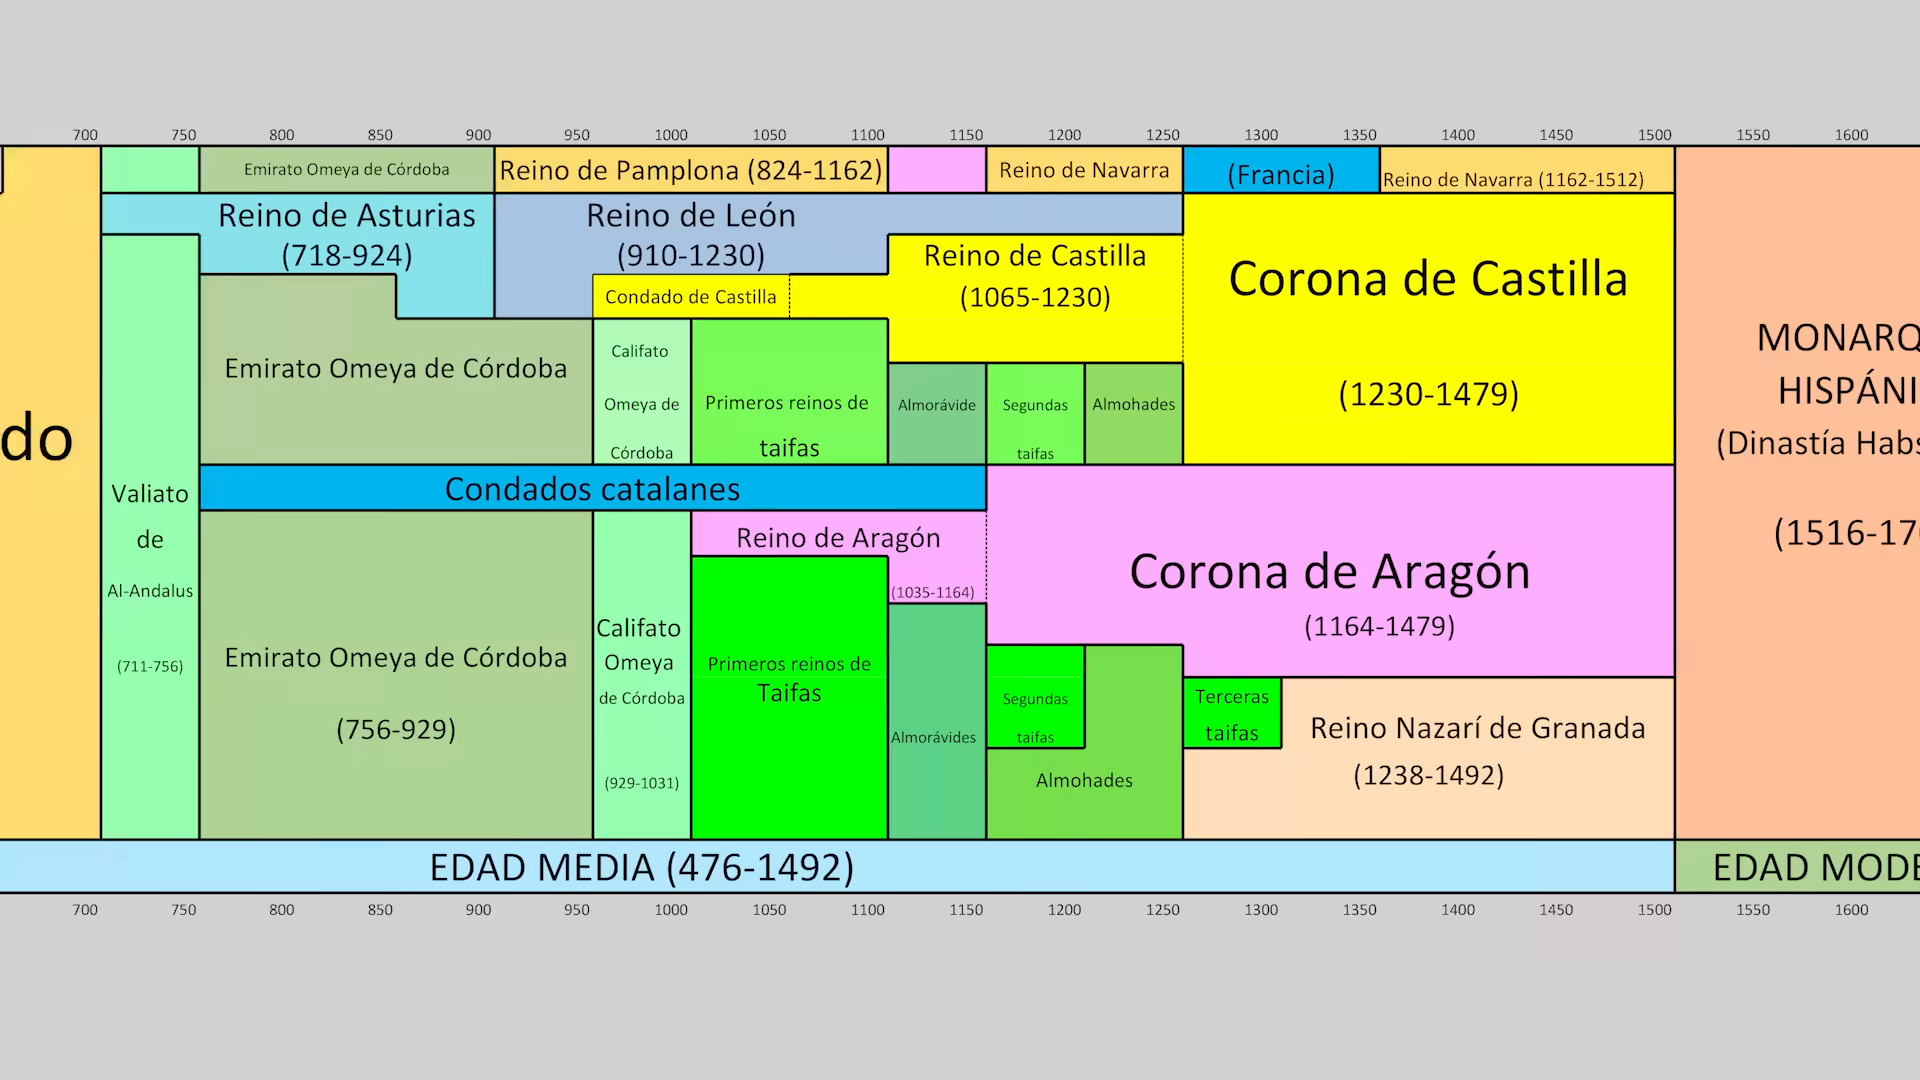 700 750 800 850 900 950 1000 1050 1100 1150 1200 1250 1300 1350 1400 1450 1500 1550 1600
Emirato Omeya de Córdoba
Reino de Pamplona (824-1162)
Reino de Navarra
(Francia)
Reino de Navarra (1162-1512)
Reino de Asturias
(718-924)
Reino de León
(910-1230)
Reino de Castilla
(1065-1230)
Condado de Castilla
Corona de Castilla
(1230-1479)
Emirato Omeya de Córdoba
Califato
Omeya de
Córdoba
Primeros reinos de
taifas
Almorávide
Segundas
taifas
Almohades
do
Valiato
de
Al-Andalus
(711-756)
Condados catalanes
Reino de Aragón
(1035-1164)
Corona de Aragón
(1164-1479)
Emirato Omeya de Córdoba
(756-929)
Califato
Omeya
de Córdoba
(929-1031)
Primeros reinos de
Taifas
Almorávides
Segundas
taifas
Almohades
Terceras
taifas
Reino Nazarí de Granada
(1238-1492)
MONARQ
HISPÁNI
(Dinastía Habs
(1516-170
EDAD MEDIA (476-1492)
EDAD MODE
700 750 800 850 900 950 1000 1050 1100 1150 1200 1250 1300 1350 1400 1450 1500 1550 1600